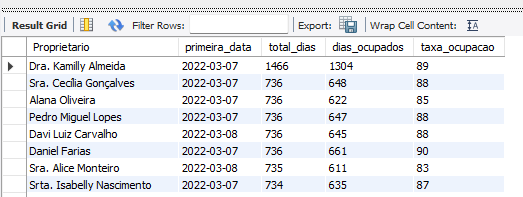 Result Grid Filter Rows: Export: Wrap Cell Content: IA
Proprietario primeira_data total_dias dias_ocupados taxa_ocupacao
Dra. Kamilly Almeida 2022-03-07 1466 1304 89
Sra. Cecília Gonçalves 2022-03-07 736 648 88
Alana Oliveira 2022-03-07 736 622 85
Pedro Miguel Lopes 2022-03-07 736 647 88
Davi Luiz Carvalho 2022-03-08 736 645 88
Daniel Farias 2022-03-07 736 661 90
Sra. Alice Monteiro 2022-03-08 735 611 83
Srta. Isabelly Nascimento 2022-03-07 734 635 87